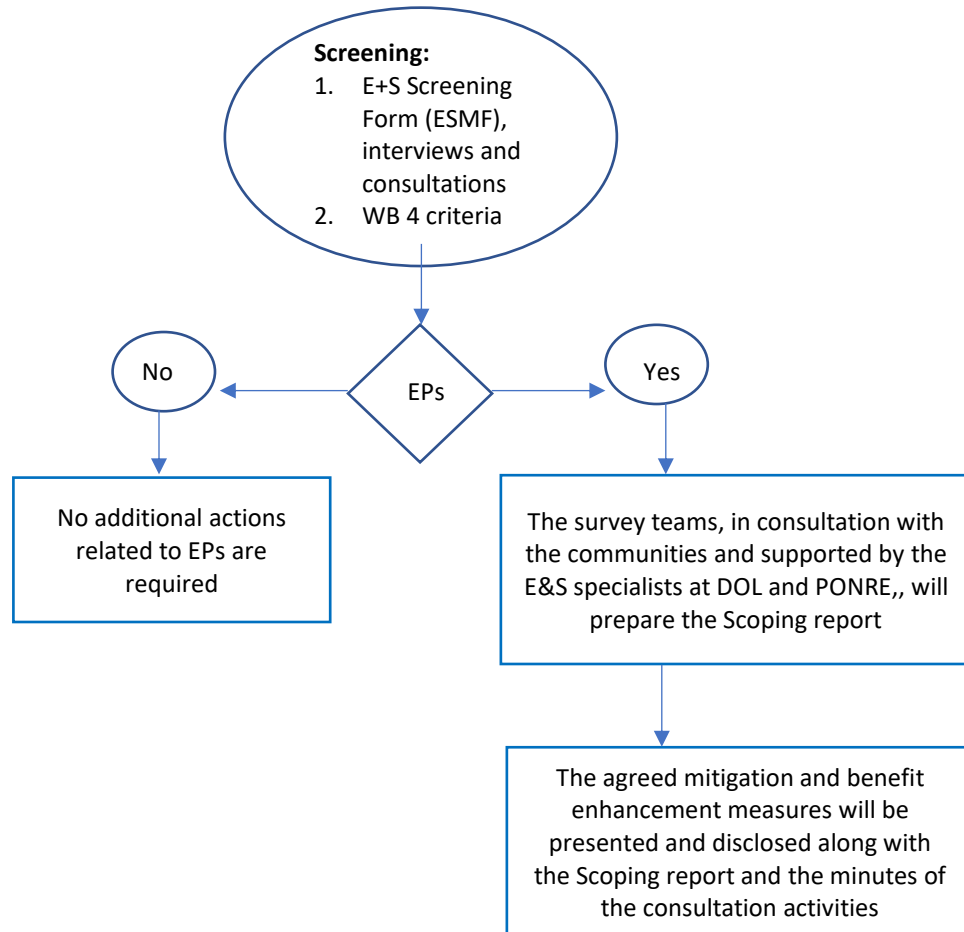 Screening:
1. E+S Screening
Form (ESMF),
interviews and
consultations
2. WB 4 criteria
No
EPs
Yes
No additional actions
related to EPs are
required
The survey teams, in consultation with
the communities and supported by the
E&S specialists at DOL and PONRE,, will
prepare the Scoping report
The agreed mitigation and benefit
enhancement measures will be
presented and disclosed along with
the Scoping report and the minutes of
the consultation activities